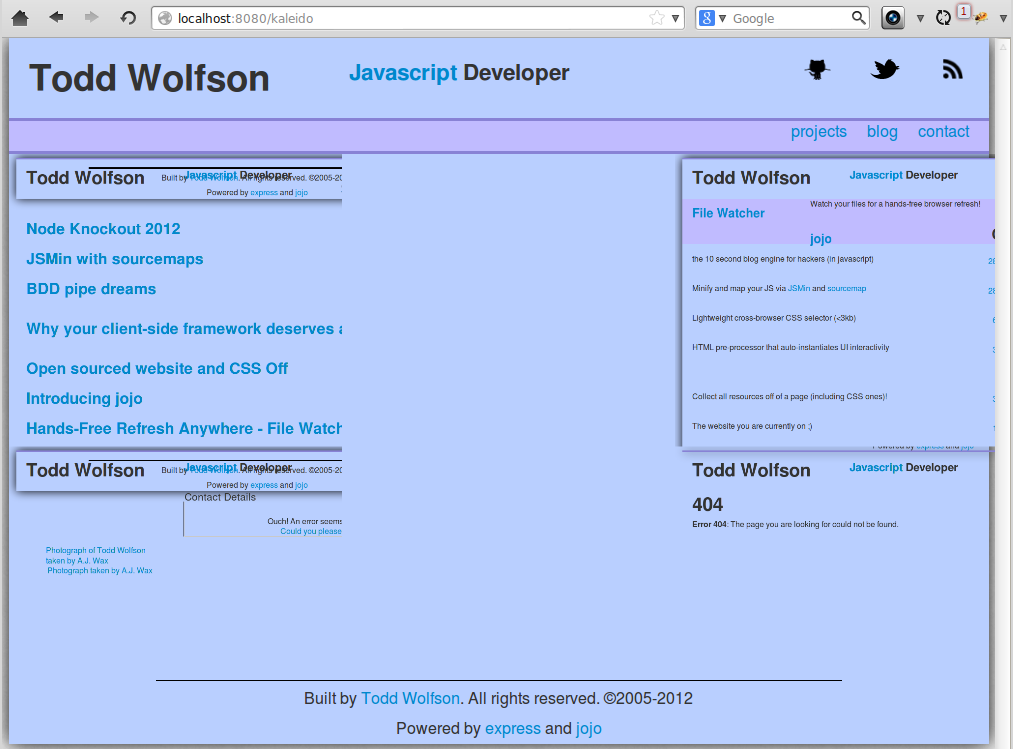 localhost:8080/kaleido
Google
1
Todd Wolfson
Javascript Developer
projects blog contact
Todd Wolfson
Javascript Developer
Built by Todd Wolfson. All rights reserved. ©2005-20
Powered by express and jojo
Node Knockout 2012
JSMin with sourcemaps
BDD pipe dreams
Why your client-side framework deserves a
Open sourced website and CSS Off
Introducing jojo
Hands-Free Refresh Anywhere - File Watch
Todd Wolfson
Javascript Developer
Built by Todd Wolfson. All rights reserved. ©2005-20
Powered by express and jojo
Contact Details
Ouch! An error seems
Could you please
Photograph of Todd Wolfson
taken by A.J. Wax
Photograph taken by A.J. Wax
Todd Wolfson
Javascript Developer
Watch your files for a hands-free browser refresh!
File Watcher
jojo
the 10 second blog engine for hackers (in javascript)
Minify and map your JS via JSMin and sourcemap
Lightweight cross-browser CSS selector (<3kb)
HTML pre-processor that auto-instantiates UI interactivity
Collect all resources off of a page (including CSS ones)!
The website you are currently on ;)
Powered by express and jojo
Todd Wolfson
Javascript Developer
404
Error 404: The page you are looking for could not be found.
Built by Todd Wolfson. All rights reserved. ©2005-2012
Powered by express and jojo